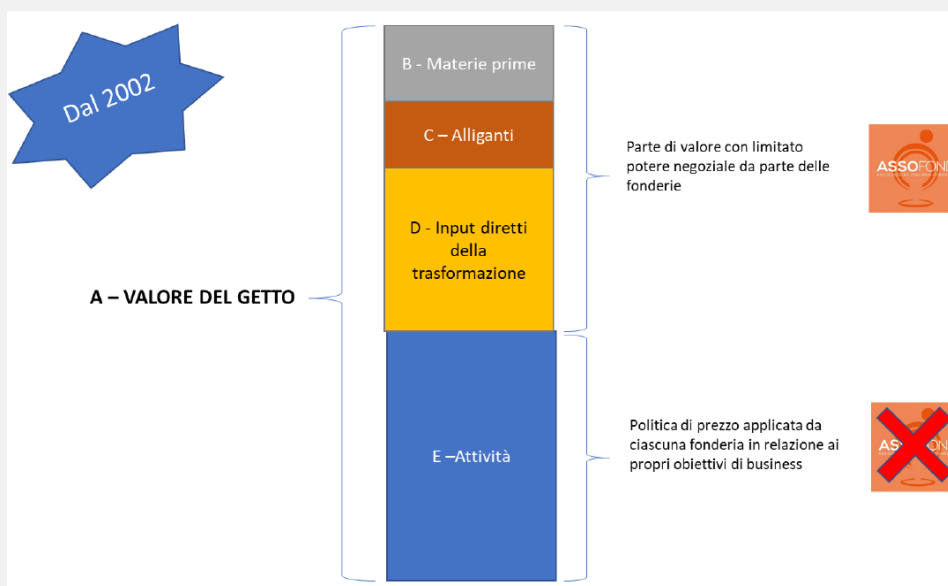 Dal 2002
B - Materie prime
C – Alliganti
D - Input diretti
della
trasformazione
A – VALORE DEL GETTO
E –Attività
Parte di valore con limitato
potere negoziale da parte delle
fonderie
ASSOFOND
Politica di prezzo applicata da
ciascuna fonderia in relazione ai
propri obiettivi di business